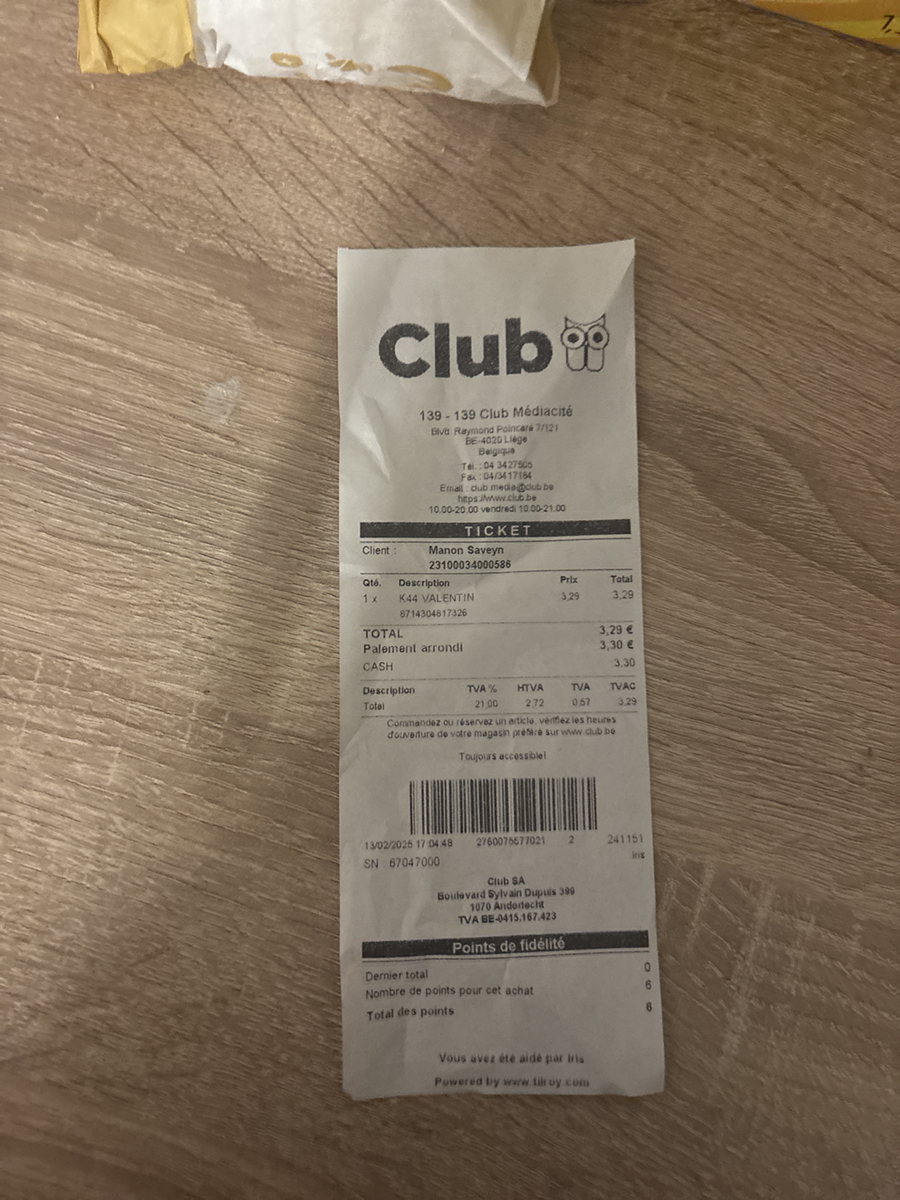 7,
Club
139 - 139 Club Médiacité
Blvd. Raymond Poincaré 7/121
BE-4020 Liège
Belgique
Tél. : 04 3427505
Fax : 04/3417164
Email : club.media@club.be
https://www.club.be
10.00-20.00 vendredi 10.00-21.00
TICKET
Client : Manon Saveyn
23100034000586
Qté. Description Prix Total
1 x K44 VALENTIN 3,29 3,29
8714304617326
TOTAL 3,29 €
Paiement arrondi 3,30 €
CASH 3,30
Description TVA % HTVA TVA TVAC
Total 21,00 2,72 0,57 3,29
Commandez ou réservez un article, vérifiez les heures
d'ouverture de votre magasin préféré sur www.club.be
Toujours accessible!
13/02/2025 17:04:48 2760075577021 2 241151
SN : 67047000 Iris
Club SA
Boulevard Sylvain Dupuis 399
1070 Anderlecht
TVA BE-0415.167.423
Points de fidélité
Dernier total 0
Nombre de points pour cet achat 6
Total des points 6
Vous avez été aidé par Iris
Powered by www.tilroy.com